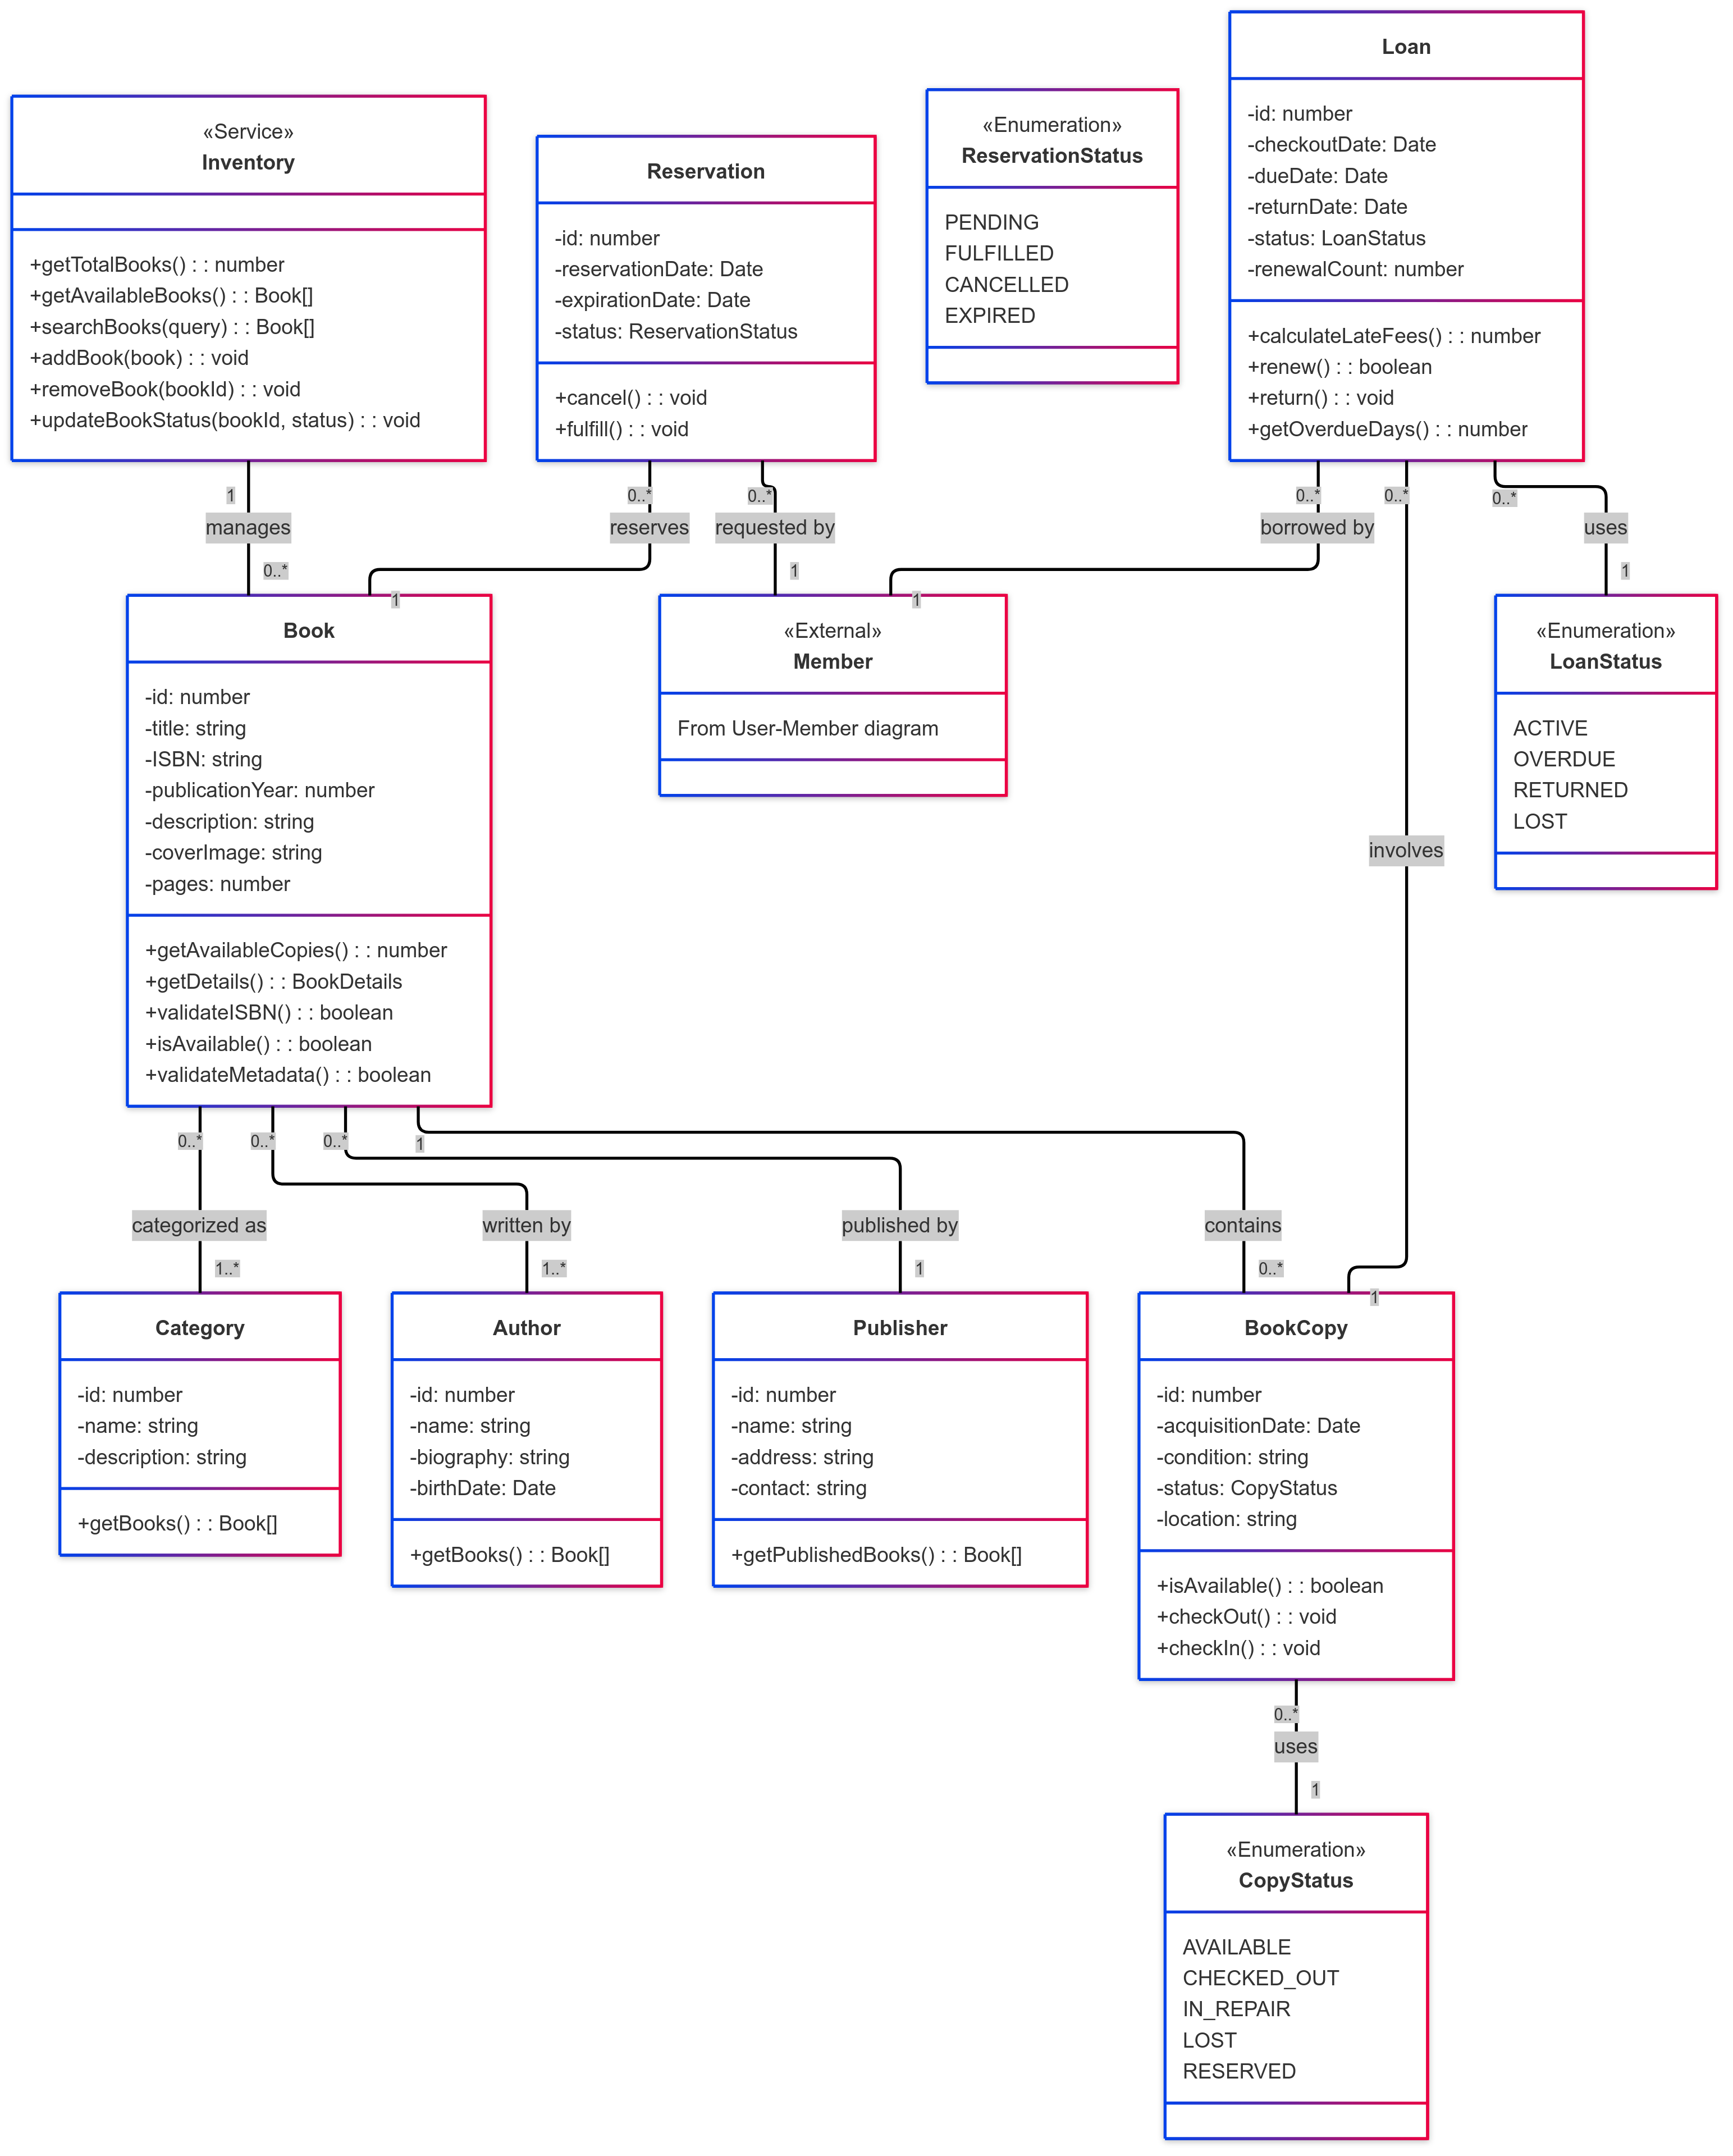 «Service»
Inventory
+getTotalBooks() : : number
+getAvailableBooks() : : Book[]
+searchBooks(query) : : Book[]
+addBook(book) : : void
+removeBook(bookId) : : void
+updateBookStatus(bookId, status) : : void
Reservation
-id: number
-reservationDate: Date
-expirationDate: Date
-status: ReservationStatus
+cancel() : : void
+fulfill() : : void
«Enumeration»
ReservationStatus
PENDING
FULFILLED
CANCELLED
EXPIRED
Loan
-id: number
-checkoutDate: Date
-dueDate: Date
-returnDate: Date
-status: LoanStatus
-renewalCount: number
+calculateLateFees() : : number
+renew() : : boolean
+return() : : void
+getOverdueDays() : : number
1
manages
0..*
0..*
reserves
1
0..*
requested by
1
0..*
borrowed by
1
0..*
involves
1
0..*
uses
1
Book
-id: number
-title: string
-ISBN: string
-publicationYear: number
-description: string
-coverImage: string
-pages: number
+getAvailableCopies() : : number
+getDetails() : : BookDetails
+validateISBN() : : boolean
+isAvailable() : : boolean
+validateMetadata() : : boolean
«External»
Member
From User-Member diagram
«Enumeration»
LoanStatus
ACTIVE
OVERDUE
RETURNED
LOST
0..*
categorized as
1..*
0..*
written by
1..*
0..*
published by
1
1
contains
0..*
Category
-id: number
-name: string
-description: string
+getBooks() : : Book[]
Author
-id: number
-name: string
-biography: string
-birthDate: Date
+getBooks() : : Book[]
Publisher
-id: number
-name: string
-address: string
-contact: string
+getPublishedBooks() : : Book[]
BookCopy
-id: number
-acquisitionDate: Date
-condition: string
-status: CopyStatus
-location: string
+isAvailable() : : boolean
+checkOut() : : void
+checkIn() : : void
0..*
uses
1
«Enumeration»
CopyStatus
AVAILABLE
CHECKED_OUT
IN_REPAIR
LOST
RESERVED